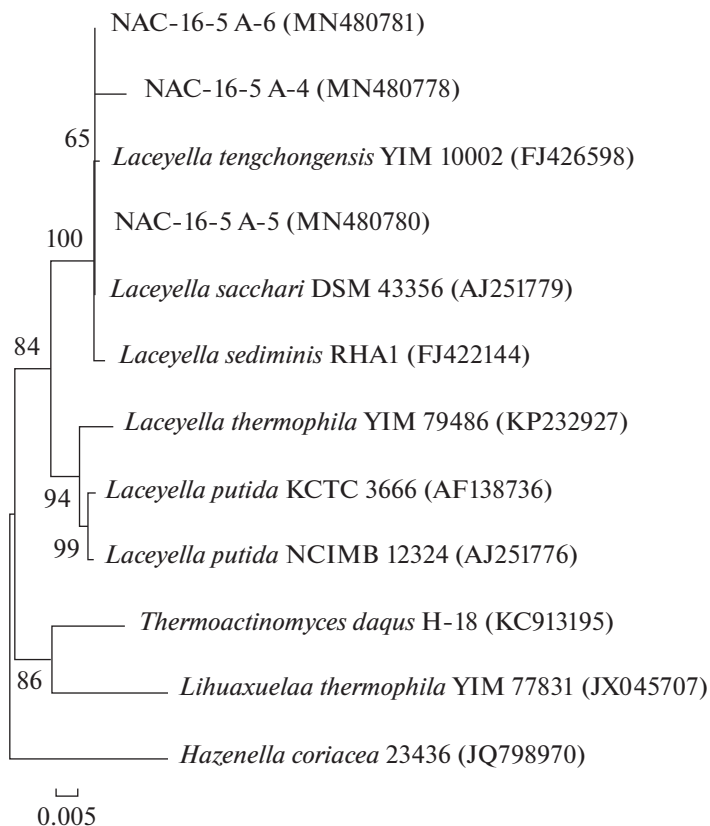 NAC-16-5 A-6 (MN480781)
NAC-16-5 A-4 (MN480778)
65
Laceyella tengchongensis YIM 10002 (FJ426598)
NAC-16-5 A-5 (MN480780)
100
Laceyella sacchari DSM 43356 (AJ251779)
84
Laceyella sediminis RHA1 (FJ422144)
Laceyella thermophila YIM 79486 (KP232927)
94
Laceyella putida KCTC 3666 (AF138736)
99
Laceyella putida NCIMB 12324 (AJ251776)
Thermoactinomyces daqus H-18 (KC913195)
86
Lihuaxuelaa thermophila YIM 77831 (JX045707)
Hazenella coriacea 23436 (JQ798970)
0.005